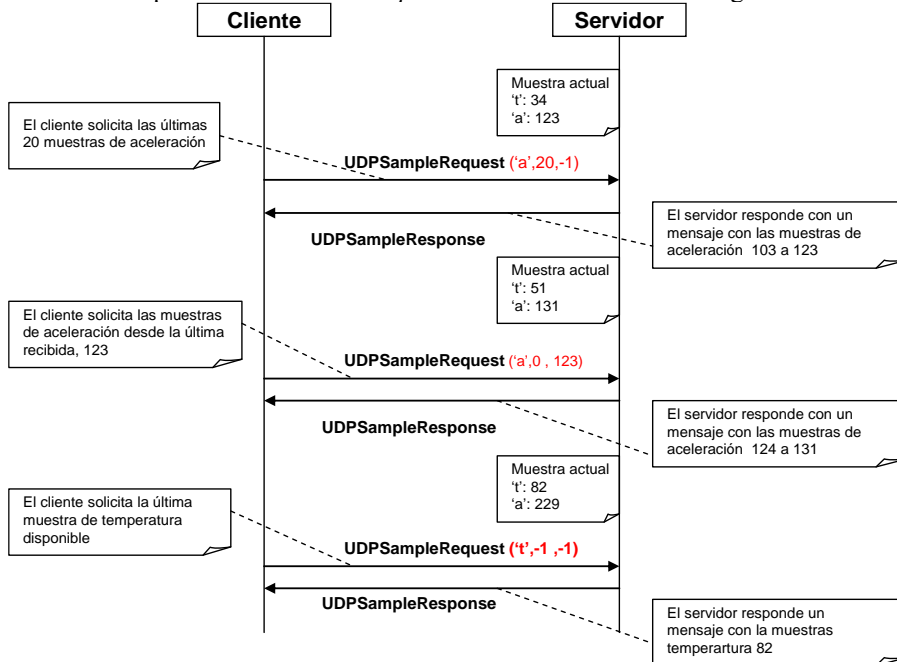 Cliente
Servidor
Muestra actual
‘t’: 34
‘a’: 123
El cliente solicita las últimas
20 muestras de aceleración
UDPSampleRequest (‘a’,20,-1)
El servidor responde con un
mensaje con las muestras de
aceleración 103 a 123
UDPSampleResponse
Muestra actual
‘t’: 51
‘a’: 131
El cliente solicita las muestras
de aceleración desde la última
recibida, 123
UDPSampleRequest (‘a’,0 , 123)
El servidor responde con un
mensaje con las muestras de
aceleración 124 a 131
UDPSampleResponse
Muestra actual
‘t’: 82
‘a’: 229
El cliente solicita la última
muestra de temperatura
disponible
UDPSampleRequest (‘t’,-1 ,-1)
UDPSampleResponse
El servidor responde un
mensaje con la muestras
temperartura 82